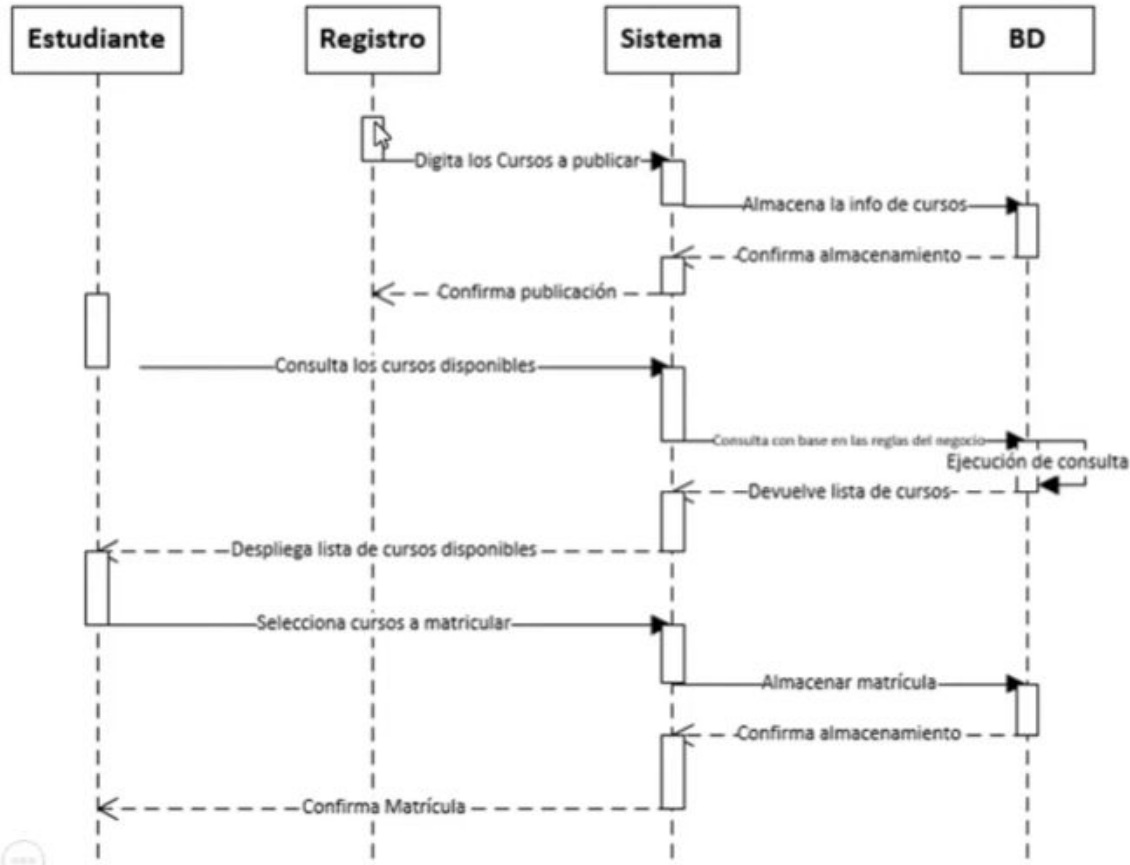 Estudiante
Registro
Sistema
BD
Digita los Cursos a publicar
Almacena la info de cursos
Confirma almacenamiento
Confirma publicación
Consulta los cursos disponibles
Consulta con base en las reglas del negocio
Ejecución de consulta
Devuelve lista de cursos
Despliega lista de cursos disponibles
Selecciona cursos a matricular
Almacenar matrícula
Confirma almacenamiento
Confirma Matrícula